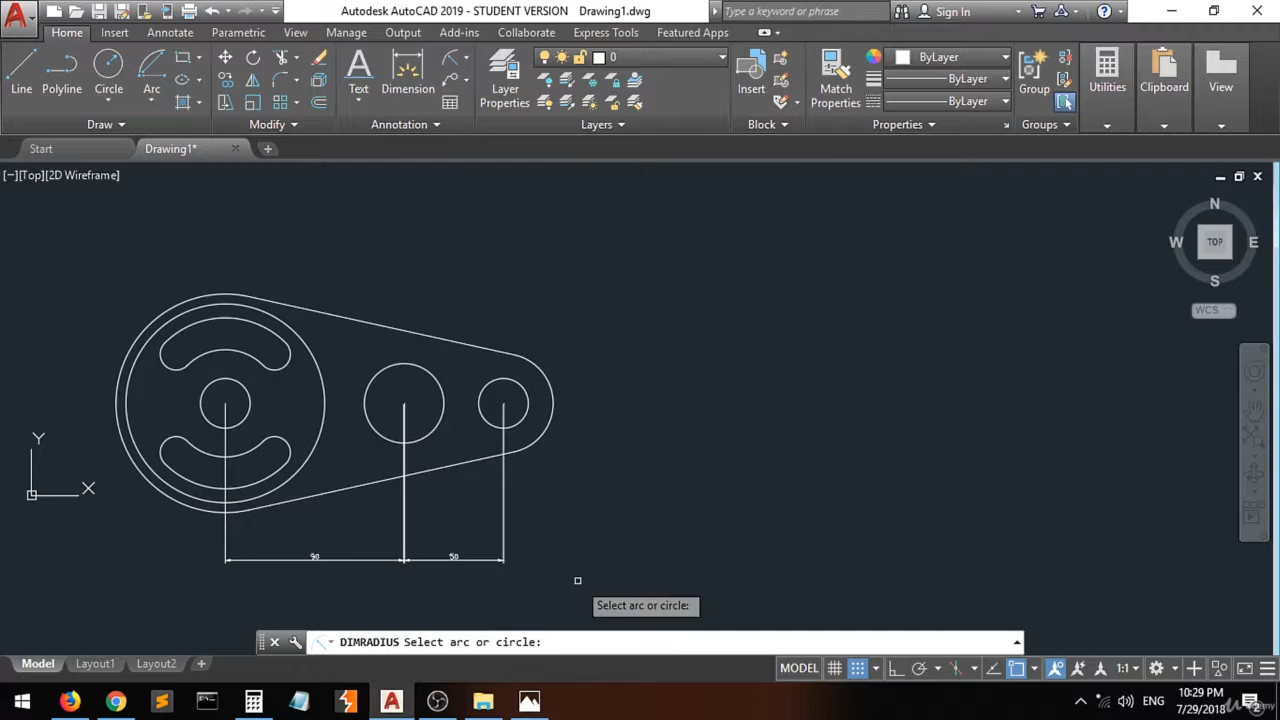 Autodesk AutoCAD 2019 - STUDENT VERSION Drawing1.dwg
Type a keyword or phrase
Sign In
Home Insert Annotate Parametric View Manage Output Add-ins Collaborate Express Tools Featured Apps
Line Polyline Circle Arc
Text Dimension
Layer Properties
0
Insert
Match Properties
ByLayer
ByLayer
ByLayer
Group
Utilities
Clipboard
View
Draw Modify Annotation Layers Block Properties Groups
Start Drawing1*
[−][Top][2D Wireframe]
N
W TOP E
S
WCS
Y
X
90 50
Select arc or circle:
DIMRADIUS Select arc or circle:
Model Layout1 Layout2
MODEL 1:1
ENG
10:29 PM
7/29/2018
2